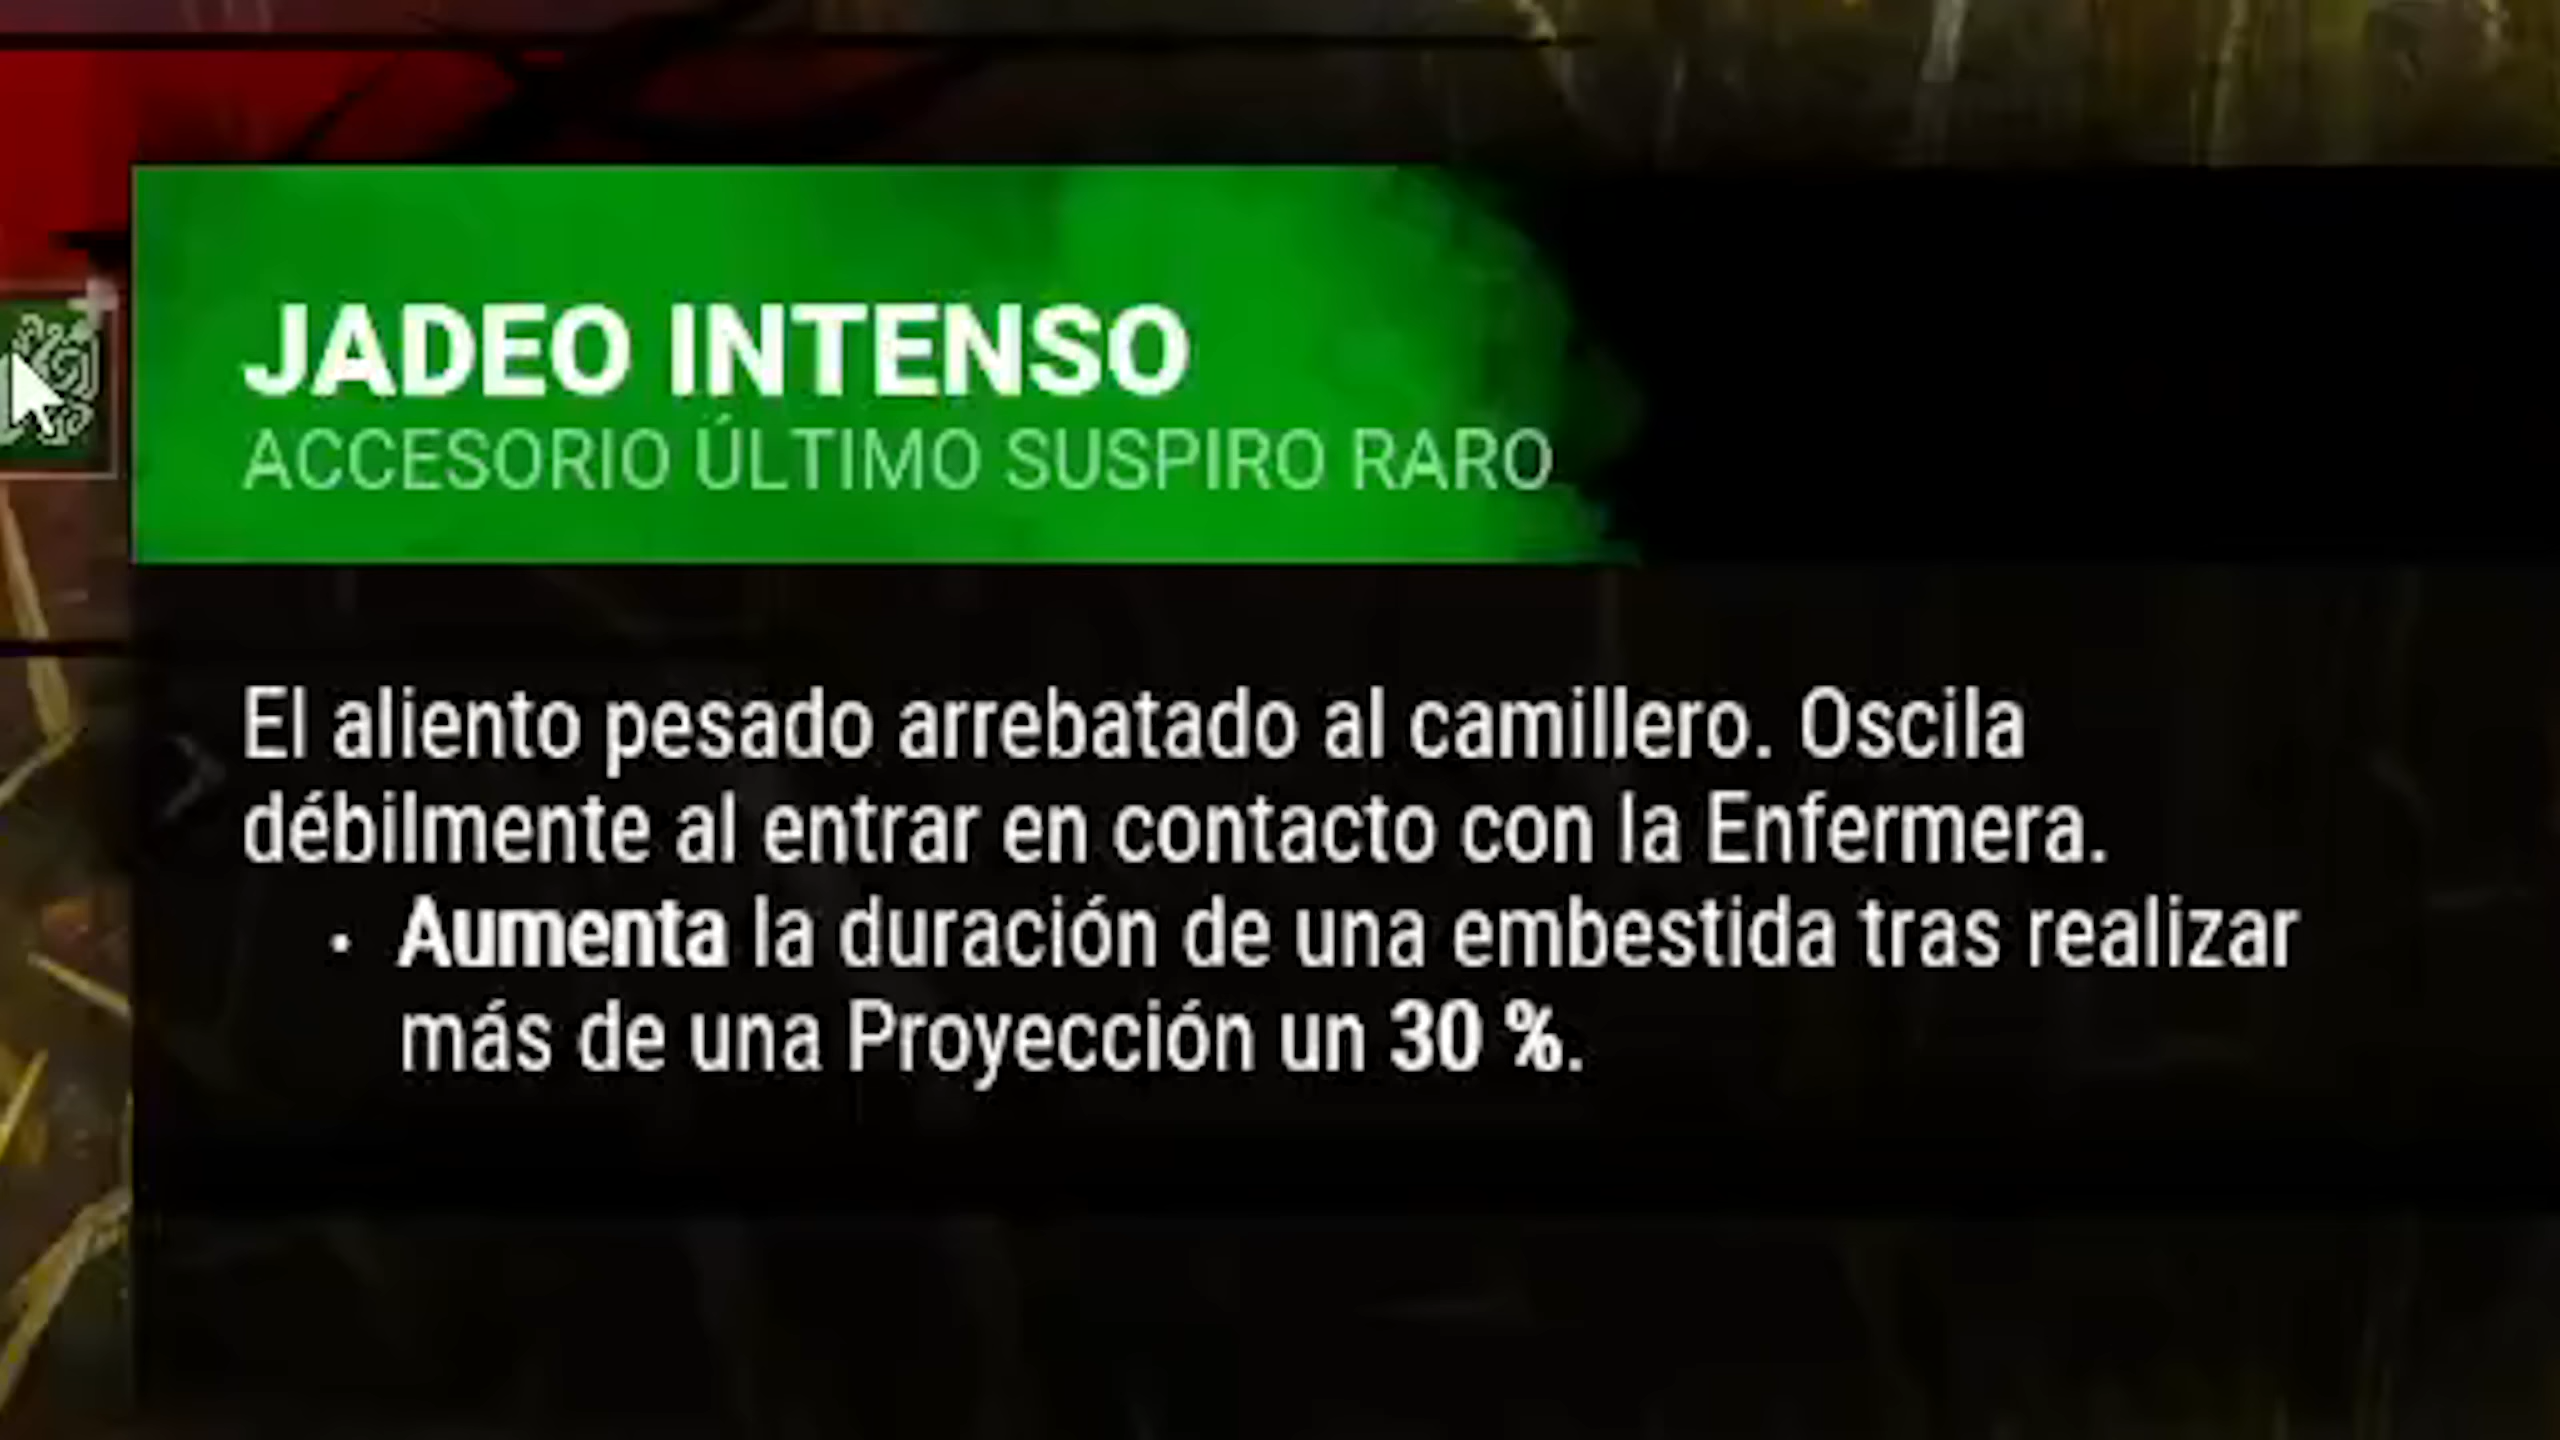 JADEO INTENSO
ACCESORIO ÚLTIMO SUSPIRO RARO
El aliento pesado arrebatado al camillero. Oscila
débilmente al entrar en contacto con la Enfermera.
· Aumenta la duración de una embestida tras realizar
más de una Proyección un 30 %.